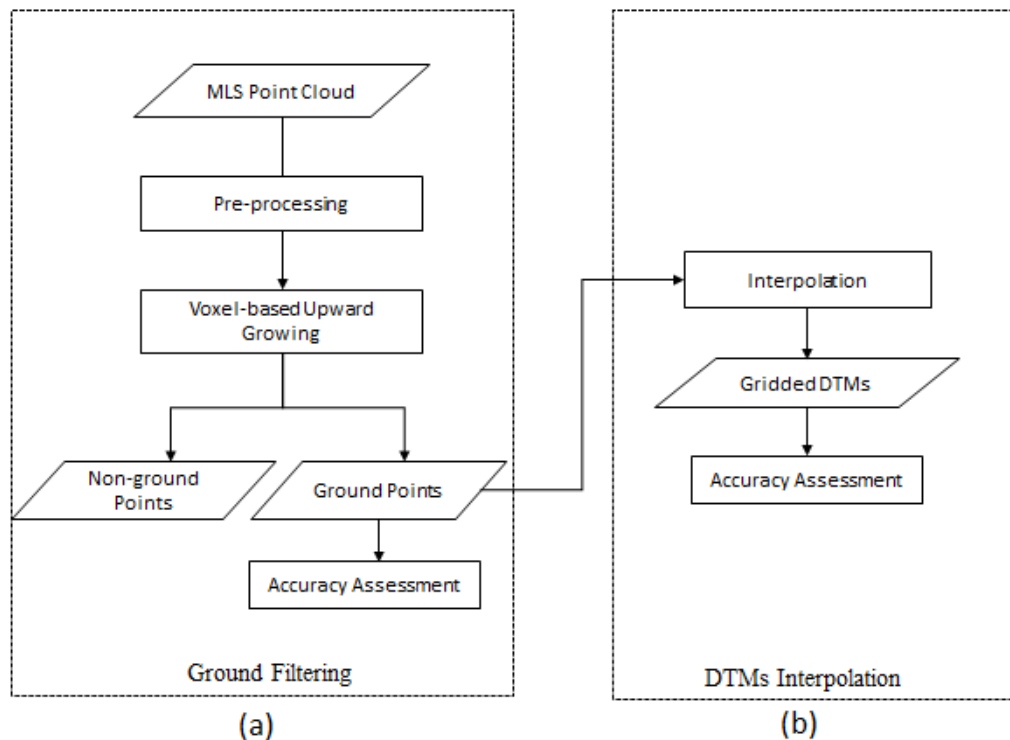 MLS Point Cloud
Pre-processing
Voxel-based Upward
Growing
Non-ground
Points
Ground Points
Accuracy Assessment
Ground Filtering
(a)
Interpolation
Gridded DTMs
Accuracy Assessment
DTMs Interpolation
(b)